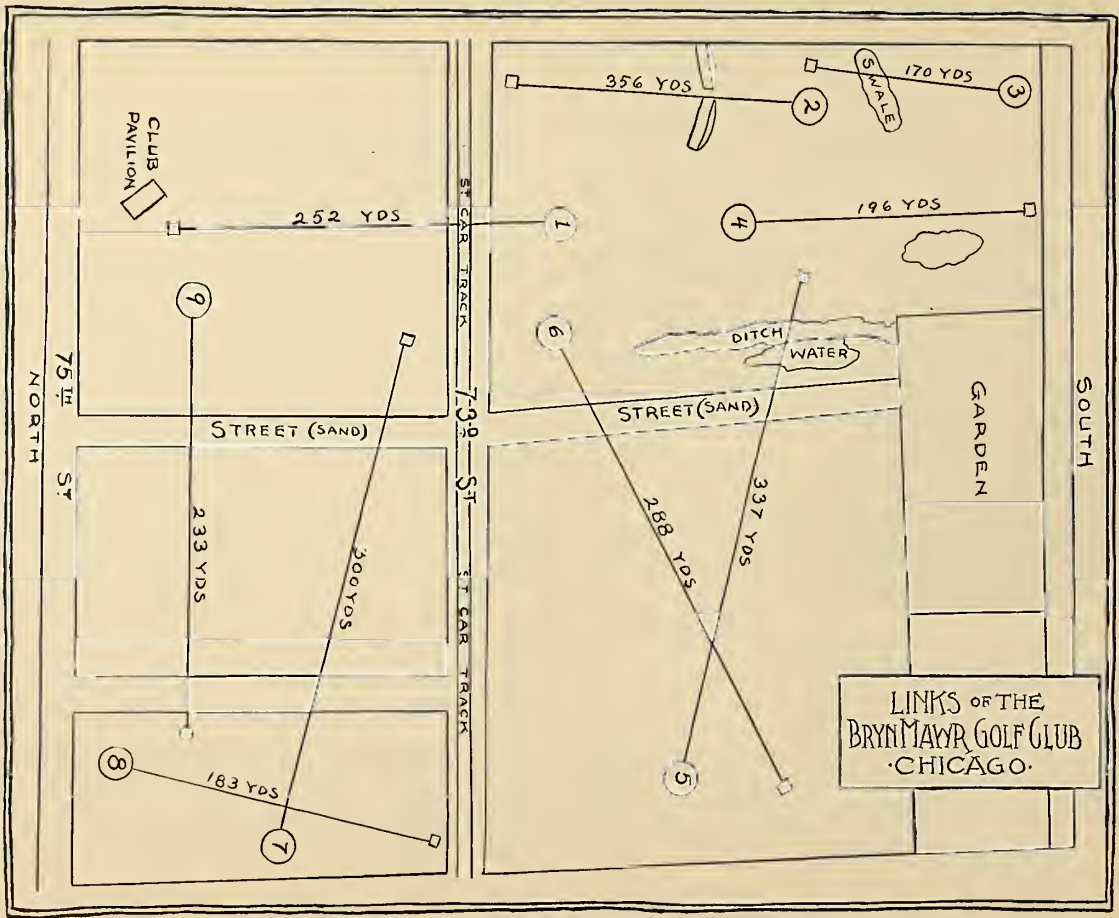 LINKS OF THE
BRYN MAWR GOLF CLUB
·CHICAGO·
NORTH
75TH ST.
CLUB
PAVILION
252 YDS
1
ST CAR TRACK
73RD ST
ST CAR TRACK
356 YDS
2
SWALE
170 YDS
3
4
196 YDS
9
233 YDS
STREET (SAND)
300 YDS
7
8
183 YDS
6
288 YDS
DITCH
WATER
STREET (SAND)
337 YDS
5
GARDEN
SOUTH